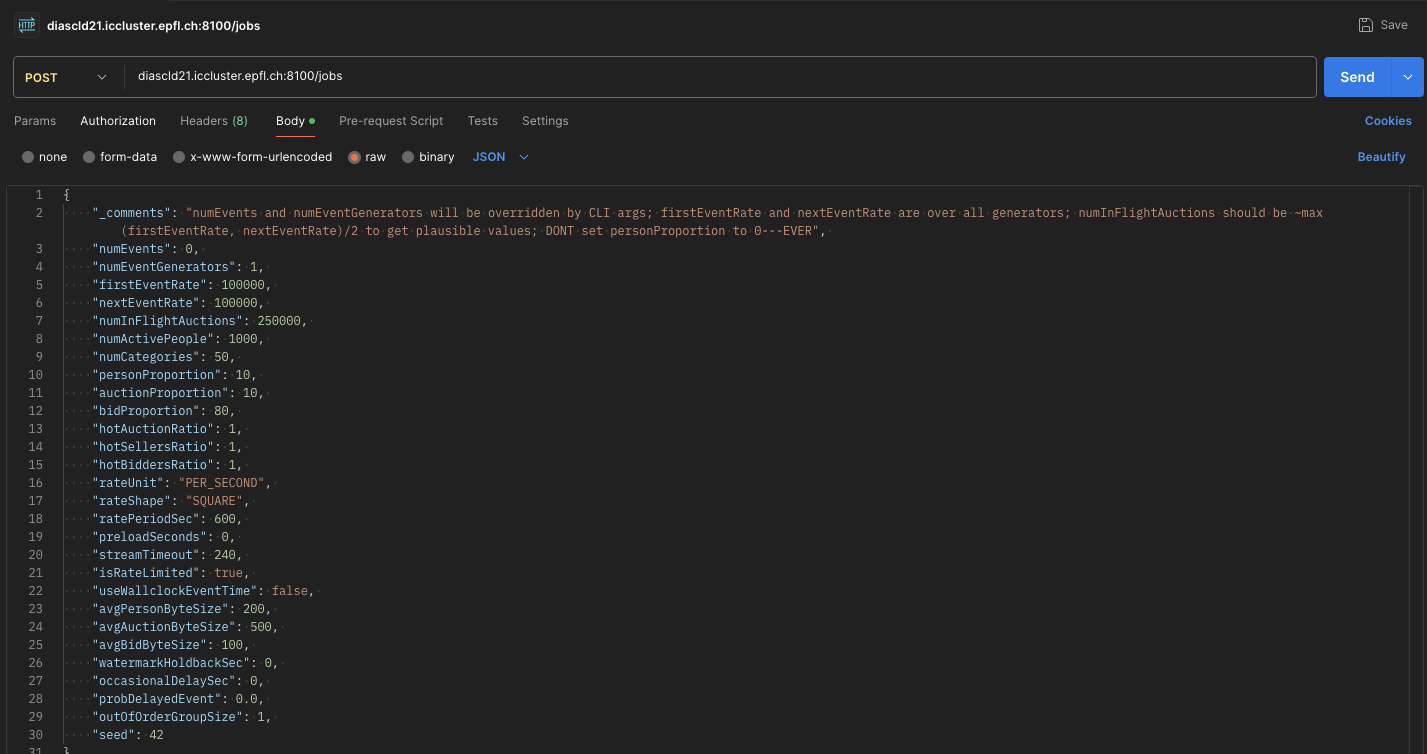 HTTP diascld21.iccluster.epfl.ch:8100/jobs Save
POST diascld21.iccluster.epfl.ch:8100/jobs Send
Params Authorization Headers (8) Body Pre-request Script Tests Settings Cookies
none form-data x-www-form-urlencoded raw binary JSON Beautify
1 {
2 "_comments": "numEvents and numEventGenerators will be overridden by CLI args; firstEventRate and nextEventRate are over all generators; numInFlightAuctions should be ~max
(firstEventRate, nextEventRate)/2 to get plausible values; DONT set personProportion to 0---EVER",
3 "numEvents": 0,
4 "numEventGenerators": 1,
5 "firstEventRate": 100000,
6 "nextEventRate": 100000,
7 "numInFlightAuctions": 250000,
8 "numActivePeople": 1000,
9 "numCategories": 50,
10 "personProportion": 10,
11 "auctionProportion": 10,
12 "bidProportion": 80,
13 "hotAuctionRatio": 1,
14 "hotSellersRatio": 1,
15 "hotBiddersRatio": 1,
16 "rateUnit": "PER_SECOND",
17 "rateShape": "SQUARE",
18 "ratePeriodSec": 600,
19 "preloadSeconds": 0,
20 "streamTimeout": 240,
21 "isRateLimited": true,
22 "useWallclockEventTime": false,
23 "avgPersonByteSize": 200,
24 "avgAuctionByteSize": 500,
25 "avgBidByteSize": 100,
26 "watermarkHoldbackSec": 0,
27 "occasionalDelaySec": 0,
28 "probDelayedEvent": 0.0,
29 "outOfOrderGroupSize": 1,
30 "seed": 42
31 }